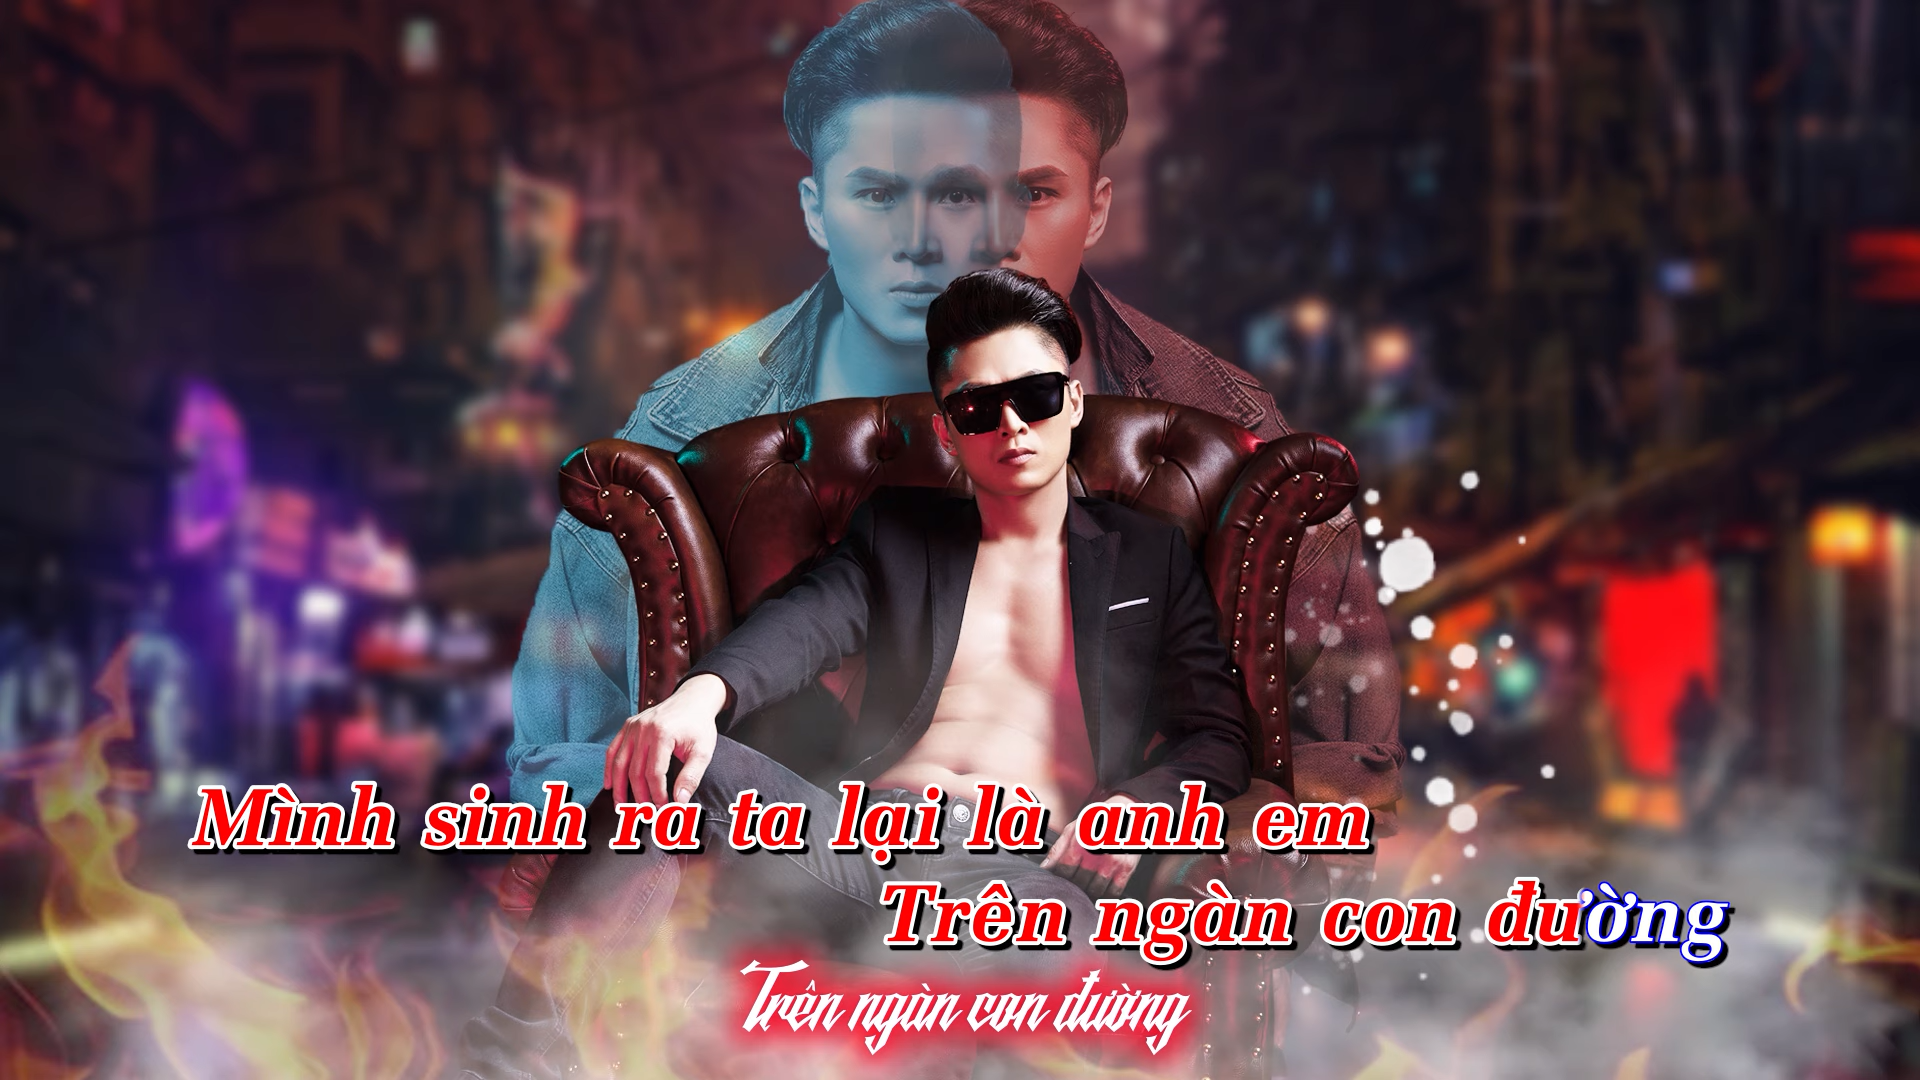 Mình sinh ra ta lại là anh em
Trên ngàn con đường
Trên ngàn con đường